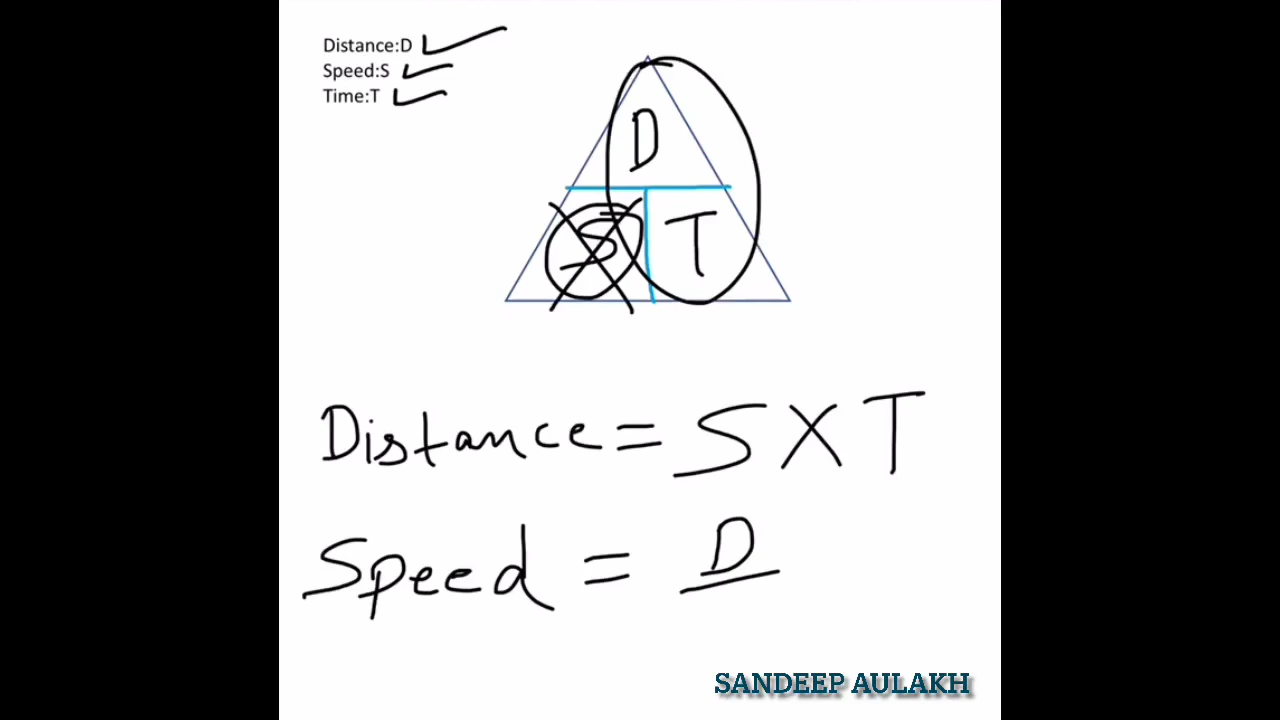 Distance:D
Speed:S
Time:T
D
S T
Distance = S X T
Speed = D
SANDEEP AULAKH